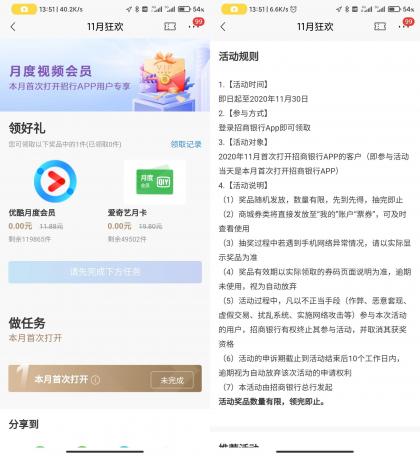 13:51 | 40.2K/s
54%
11月狂欢
99
月度视频会员
本月首次打开招行APP用户专享
领好礼
您可领取以下奖品中的1件(已领取0件)
领取记录
优酷月度会员
0.00元 11.88元
剩余119865件
月度
会员
iQIYI
爱奇艺月卡
0.00元 19.80元
剩余49502件
请先完成下方任务
做任务
本月首次打开
1
本月首次打开
未完成
分享到
13:51 | 6.6K/s
54%
11月狂欢
99
活动规则
1.【活动时间】
即日起至2020年11月30日
2.【参与方式】
登录招商银行App即可领取
3.【活动对象】
2020年11月首次打开招商银行APP的客户（即参与活动
当天是本月首次打开招商银行APP）
4.【活动说明】
（1）奖品随机发放，数量有限，先到先得，抽完即止
（2）商城券类将直接发放至“我的”账户“票券”，可及时
查看使用
（3）抽奖过程中若遇到手机网络异常情况，请以实际显
示奖品为准
（4）奖品有效期以实际领取的券码页面说明为准，逾期
未使用，视为自动放弃
（5）活动过程中，凡以不正当手段（作弊、恶意套现、
虚假交易、扰乱系统、实施网络攻击等）参与本次活动
的用户，招商银行有权终止其参与活动，并取消其获奖
资格
（6）活动的申诉期截止到活动结束后10个工作日内，
逾期视为自动放弃该次活动的申请权利
（7）本活动由招商银行总行发起
活动奖品数量有限，领完即止。
推荐活动